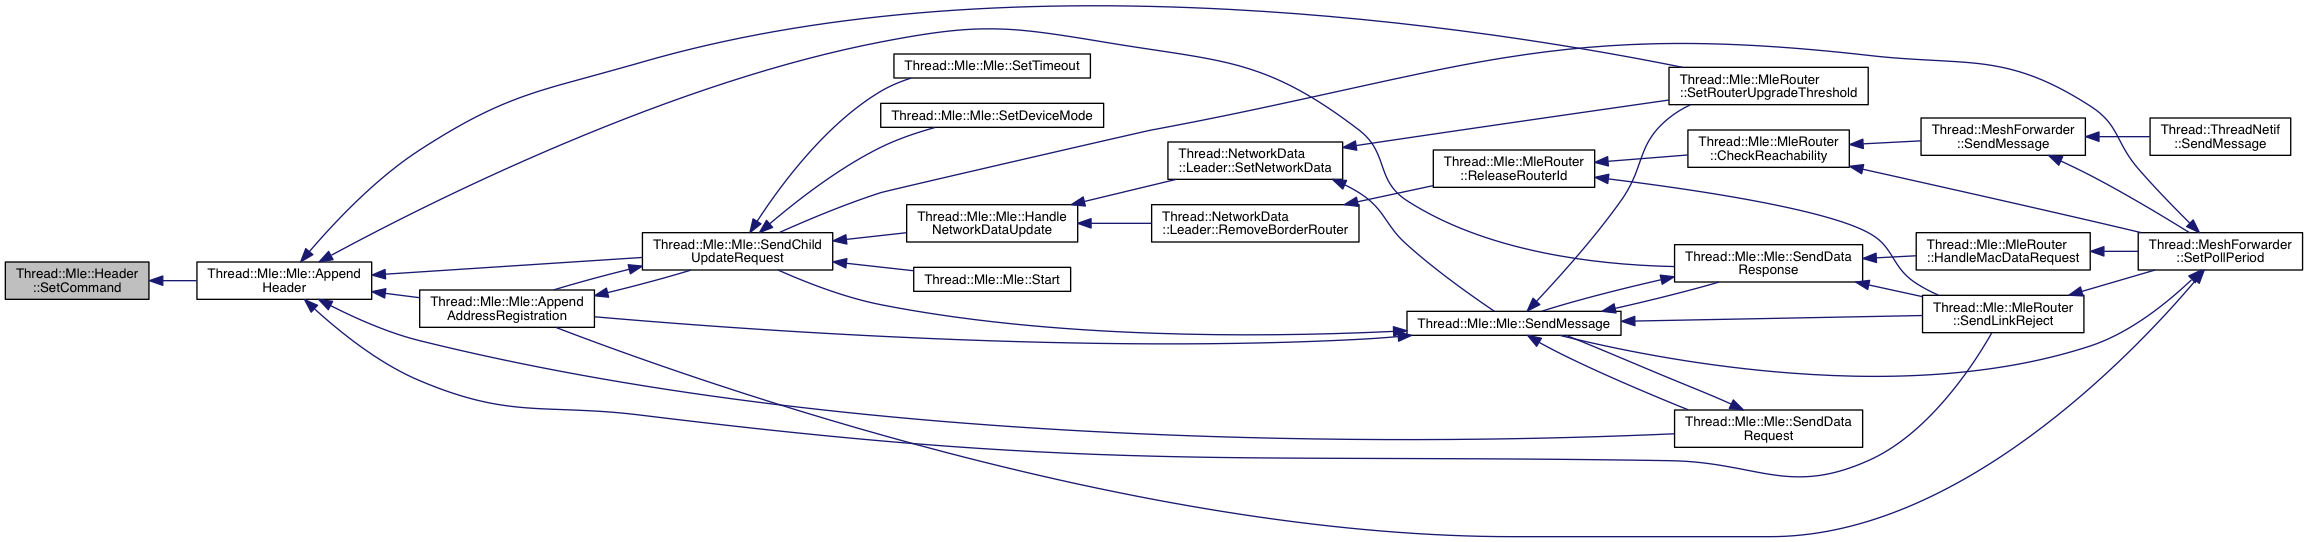 Thread::Mle::Header
::SetCommand
Thread::Mle::Mle::Append
Header
Thread::Mle::Mle::Append
AddressRegistration
Thread::Mle::Mle::SendChild
UpdateRequest
Thread::Mle::Mle::SetTimeout
Thread::Mle::Mle::SetDeviceMode
Thread::Mle::Mle::Handle
NetworkDataUpdate
Thread::Mle::Mle::Start
Thread::NetworkData
::Leader::SetNetworkData
Thread::NetworkData
::Leader::RemoveBorderRouter
Thread::Mle::MleRouter
::ReleaseRouterId
Thread::Mle::Mle::SendMessage
Thread::Mle::MleRouter
::SetRouterUpgradeThreshold
Thread::Mle::MleRouter
::CheckReachability
Thread::Mle::Mle::SendData
Response
Thread::Mle::Mle::SendData
Request
Thread::MeshForwarder
::SendMessage
Thread::Mle::MleRouter
::HandleMacDataRequest
Thread::Mle::MleRouter
::SendLinkReject
Thread::ThreadNetif
::SendMessage
Thread::MeshForwarder
::SetPollPeriod